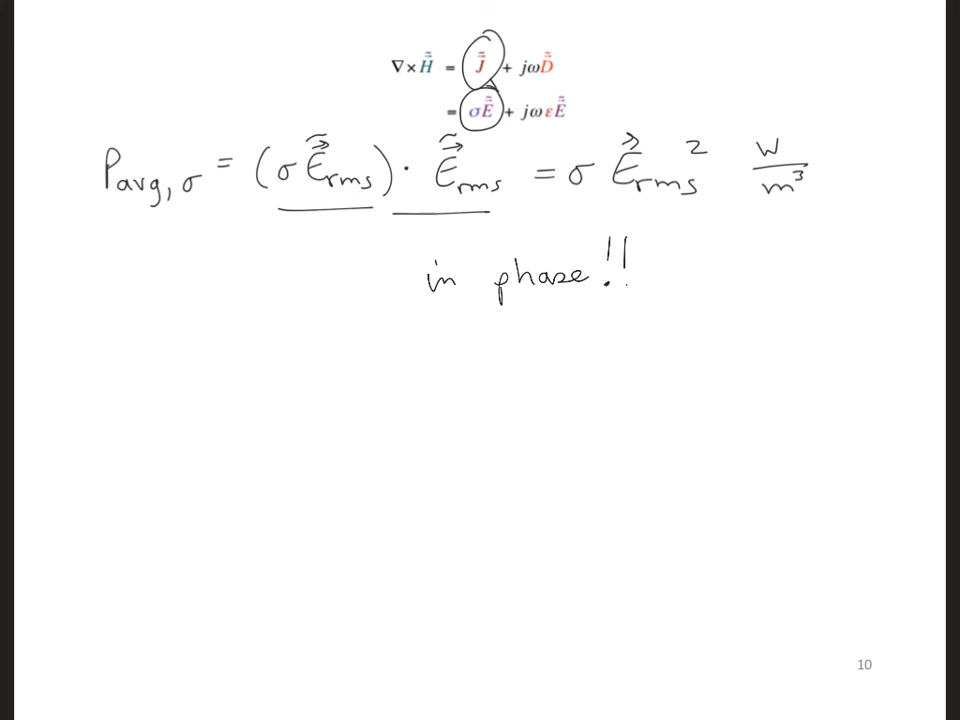 ∇ × H̃ = J̃ + jωD̃
= σẼ + jωεẼ
P_avg, σ = (σ Ẽ⃗_rms) · Ẽ⃗_rms = σ E⃗_rms² W/m³
in phase!!
10